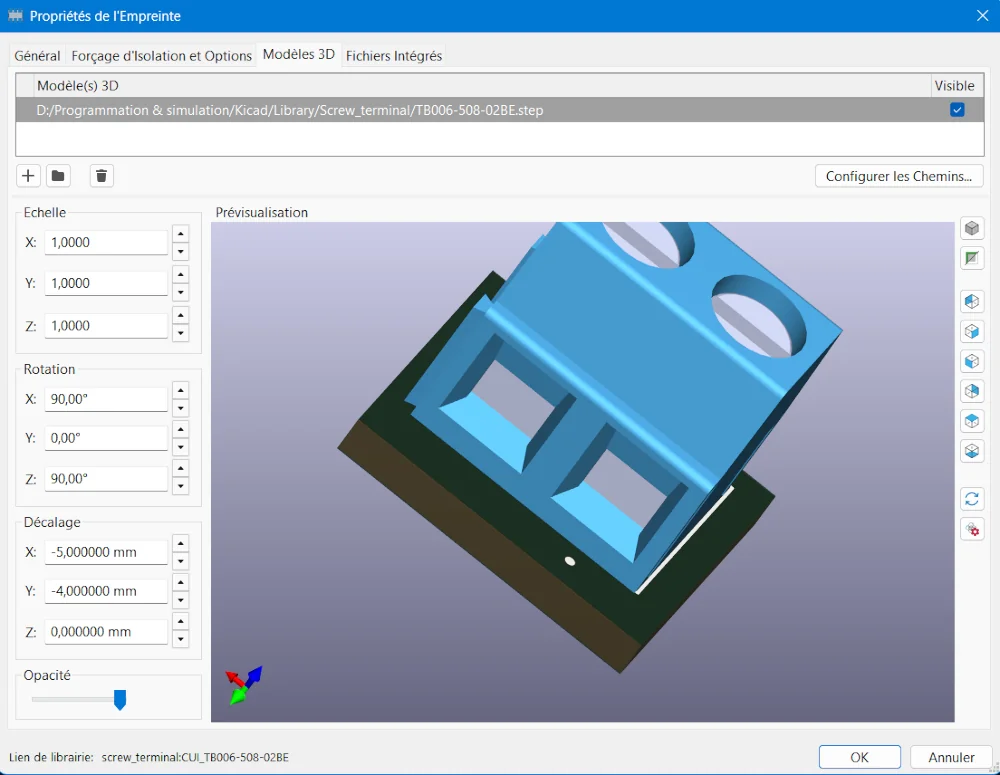 Propriétés de l'Empreinte
Général Forçage d'Isolation et Options Modèles 3D Fichiers Intégrés
Modèle(s) 3D Visible
D:/Programmation & simulation/Kicad/Library/Screw_terminal/TB006-508-02BE.step
Configurer les Chemins...
Echelle
X: 1,0000
Y: 1,0000
Z: 1,0000
Rotation
X: 90,00°
Y: 0,00°
Z: 90,00°
Décalage
X: -5,000000 mm
Y: -4,000000 mm
Z: 0,000000 mm
Opacité
Prévisualisation
Lien de librairie: screw_terminal:CUI_TB006-508-02BE
OK Annuler